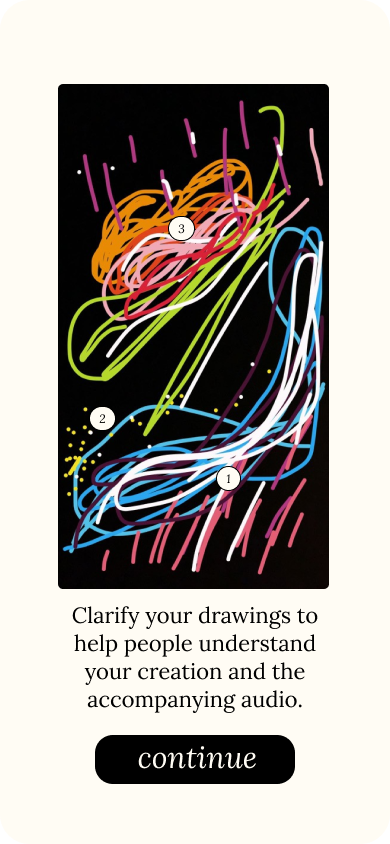 3
2
1
Clarify your drawings to
help people understand
your creation and the
accompanying audio.
continue